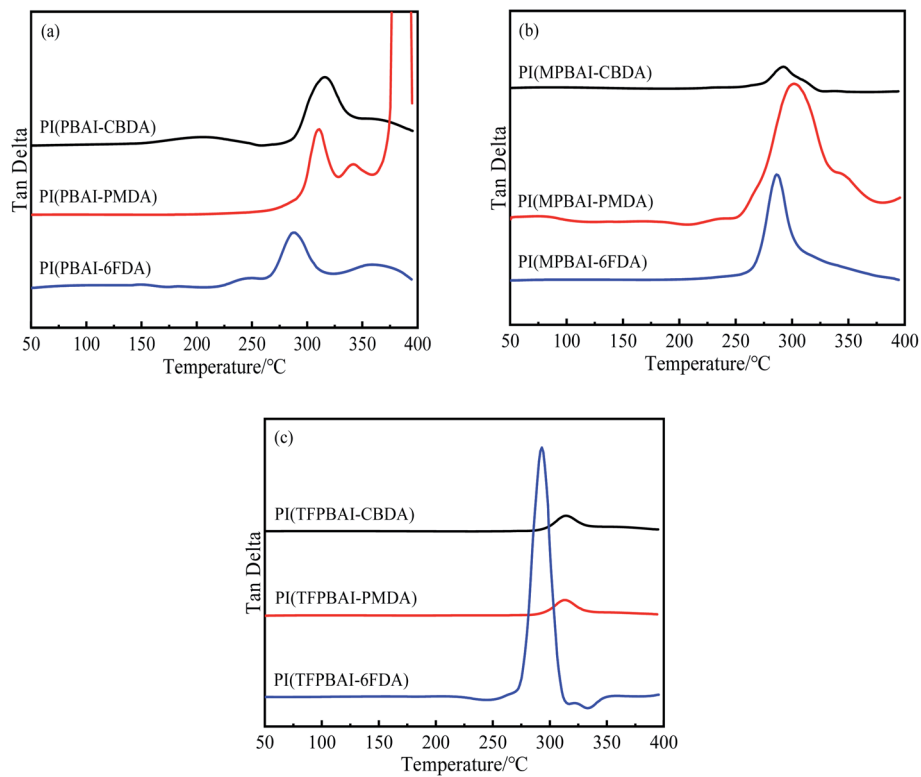 (a)
PI(PBAI-CBDA)
PI(PBAI-PMDA)
PI(PBAI-6FDA)
Tan Delta
50 100 150 200 250 300 350 400
Temperature/°C
(b)
PI(MPBAI-CBDA)
PI(MPBAI-PMDA)
PI(MPBAI-6FDA)
Tan Delta
50 100 150 200 250 300 350 400
Temperature/°C
(c)
PI(TFPBAI-CBDA)
PI(TFPBAI-PMDA)
PI(TFPBAI-6FDA)
Tan Delta
50 100 150 200 250 300 350 400
Temperature/°C